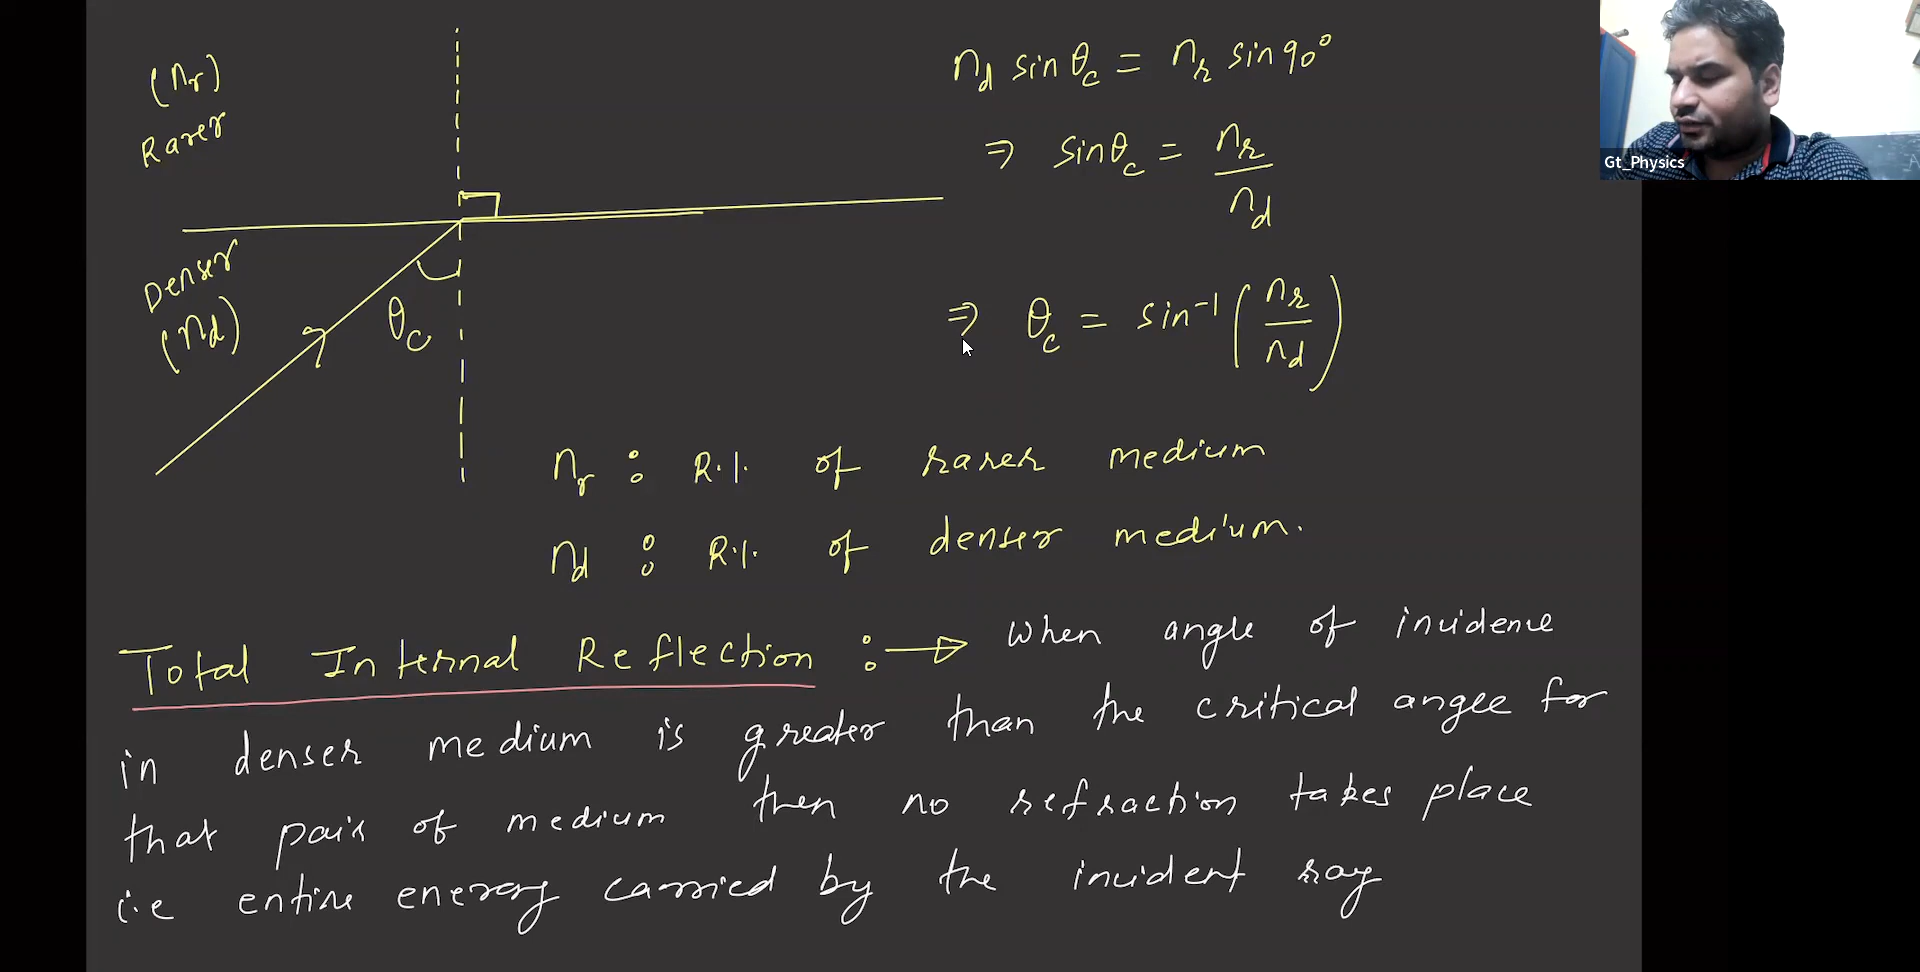 (nr)
Rarer
Denser
(nd)
θc
nd sin θc = nr sin 90°
⇒ sin θc = nr/nd
⇒ θc = sin⁻¹ (nr/nd)
nr : R.I. of rarer medium
nd : R.I. of denser medium.
Total Internal Reflection :→ When angle of incidence
in denser medium is greater than the critical angle for
that pair of medium then no refraction takes place
i.e entire energy carried by the incident ray
Gt_Physics